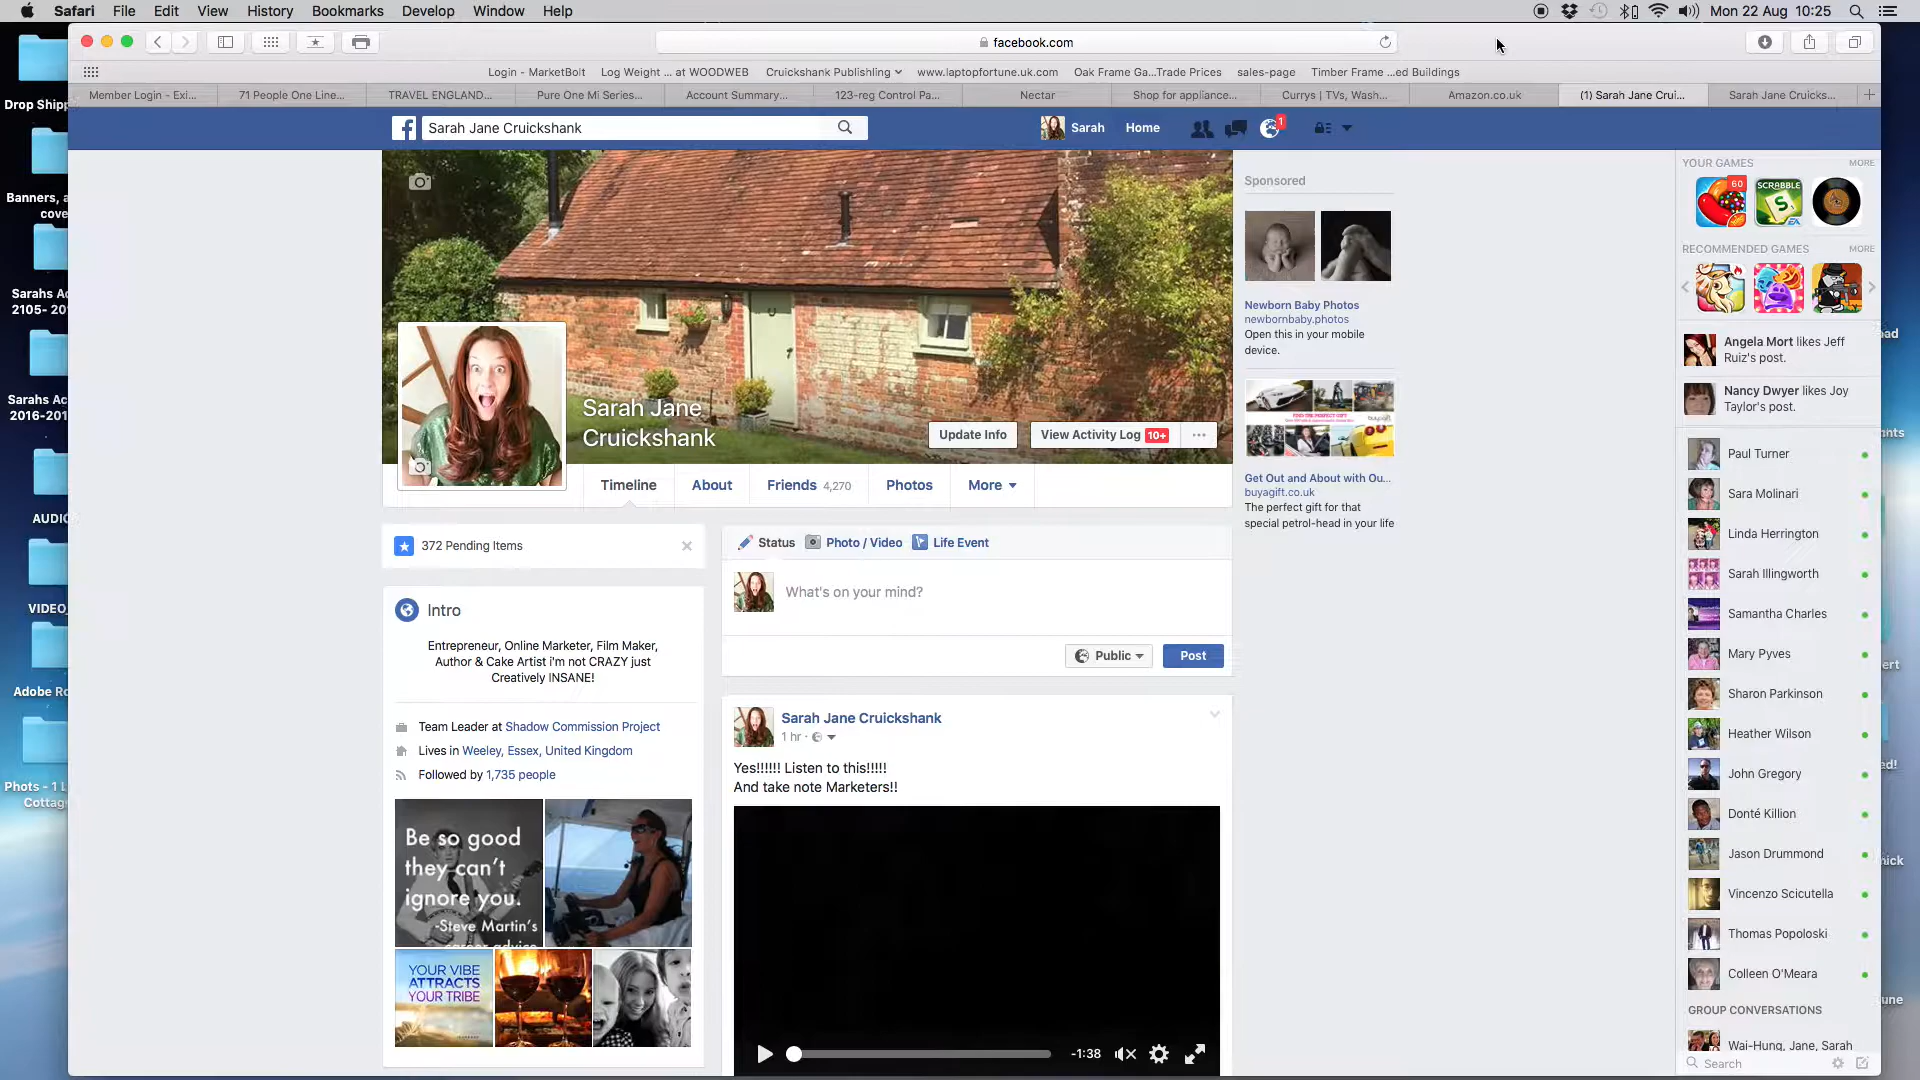 Safari File Edit View History Bookmarks Develop Window Help
Mon 22 Aug 10:25
facebook.com
Login - MarketBolt Log Weight ... at WOODWEB Cruickshank Publishling www.laptopfortune.uk.com Oak Frame Ga...Trade Prices sales-page Timber Frame ...ed Buildings
Member Login - Exi... 71 People One Line... TRAVEL ENGLAND... Pure One Mi Series... Account Summary... 123-reg Control Pa... Nectar Shop for appliance... Currys | TVs, Wash... Amazon.co.uk (1) Sarah Jane Crui... Sarah Jane Cruicks...
Sarah Jane Cruickshank
Sarah Home 1
Drop Shipp
Banners, a
cove
Sarahs Ac
2105- 20
Sarahs Ac
2016-201
AUDIO
VIDEO
Adobe Ro
Phots - 1 L
Cottag
Sarah Jane
Cruickshank
Update Info View Activity Log 10+
Timeline About Friends 4,270 Photos More
372 Pending Items
Intro
Entrepreneur, Online Marketer, Film Maker,
Author & Cake Artist i'm not CRAZY just
Creatively INSANE!
Team Leader at Shadow Commission Project
Lives in Weeley, Essex, United Kingdom
Followed by 1,735 people
Be so good
they can't
ignore you.
-Steve Martin's
career advice
YOUR VIBE
ATTRACTS
YOUR TRIBE
Status Photo / Video Life Event
What's on your mind?
Public Post
Sarah Jane Cruickshank
1 hr
Yes!!!!!! Listen to this!!!!!
And take note Marketers!!
-1:38
Sponsored
Newborn Baby Photos
newbornbaby.photos
Open this in your mobile
device.
FIND THE PERFECT GIFT
buyagift
Get Out and About with Ou...
buyagift.co.uk
The perfect gift for that
special petrol-head in your life
YOUR GAMES MORE
60
SCRABBLE
S
EA
RECOMMENDED GAMES MORE
Angela Mort likes Jeff
Ruiz's post.
Nancy Dwyer likes Joy
Taylor's post.
Paul Turner
Sara Molinari
Linda Herrington
Sarah Illingworth
Samantha Charles
Mary Pyves
Sharon Parkinson
Heather Wilson
John Gregory
Donté Killion
Jason Drummond
Vincenzo Scicutella
Thomas Popoloski
Colleen O'Meara
GROUP CONVERSATIONS
Wai-Hung, Jane, Sarah
Search